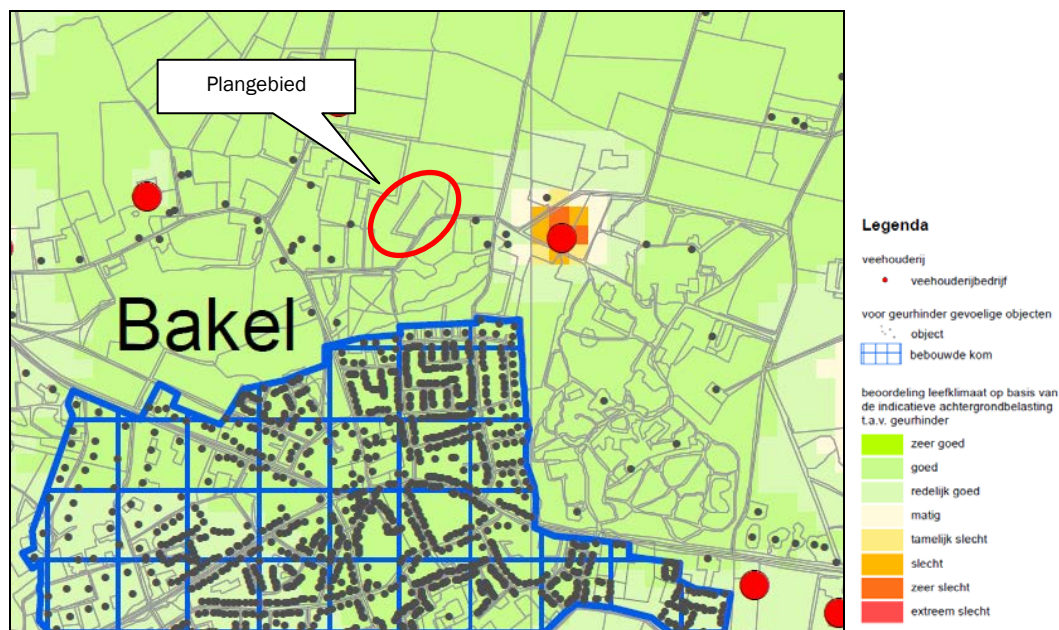 Plangebied
Bakel
Legenda
veehouderij
veehouderijbedrijf
voor geurhinder gevoelige objecten
object
bebouwde kom
beoordeling leefklimaat op basis van
de indicatieve achtergrondbelasting
t.a.v. geurhinder
zeer goed
goed
redelijk goed
matig
tamelijk slecht
slecht
zeer slecht
extreem slecht